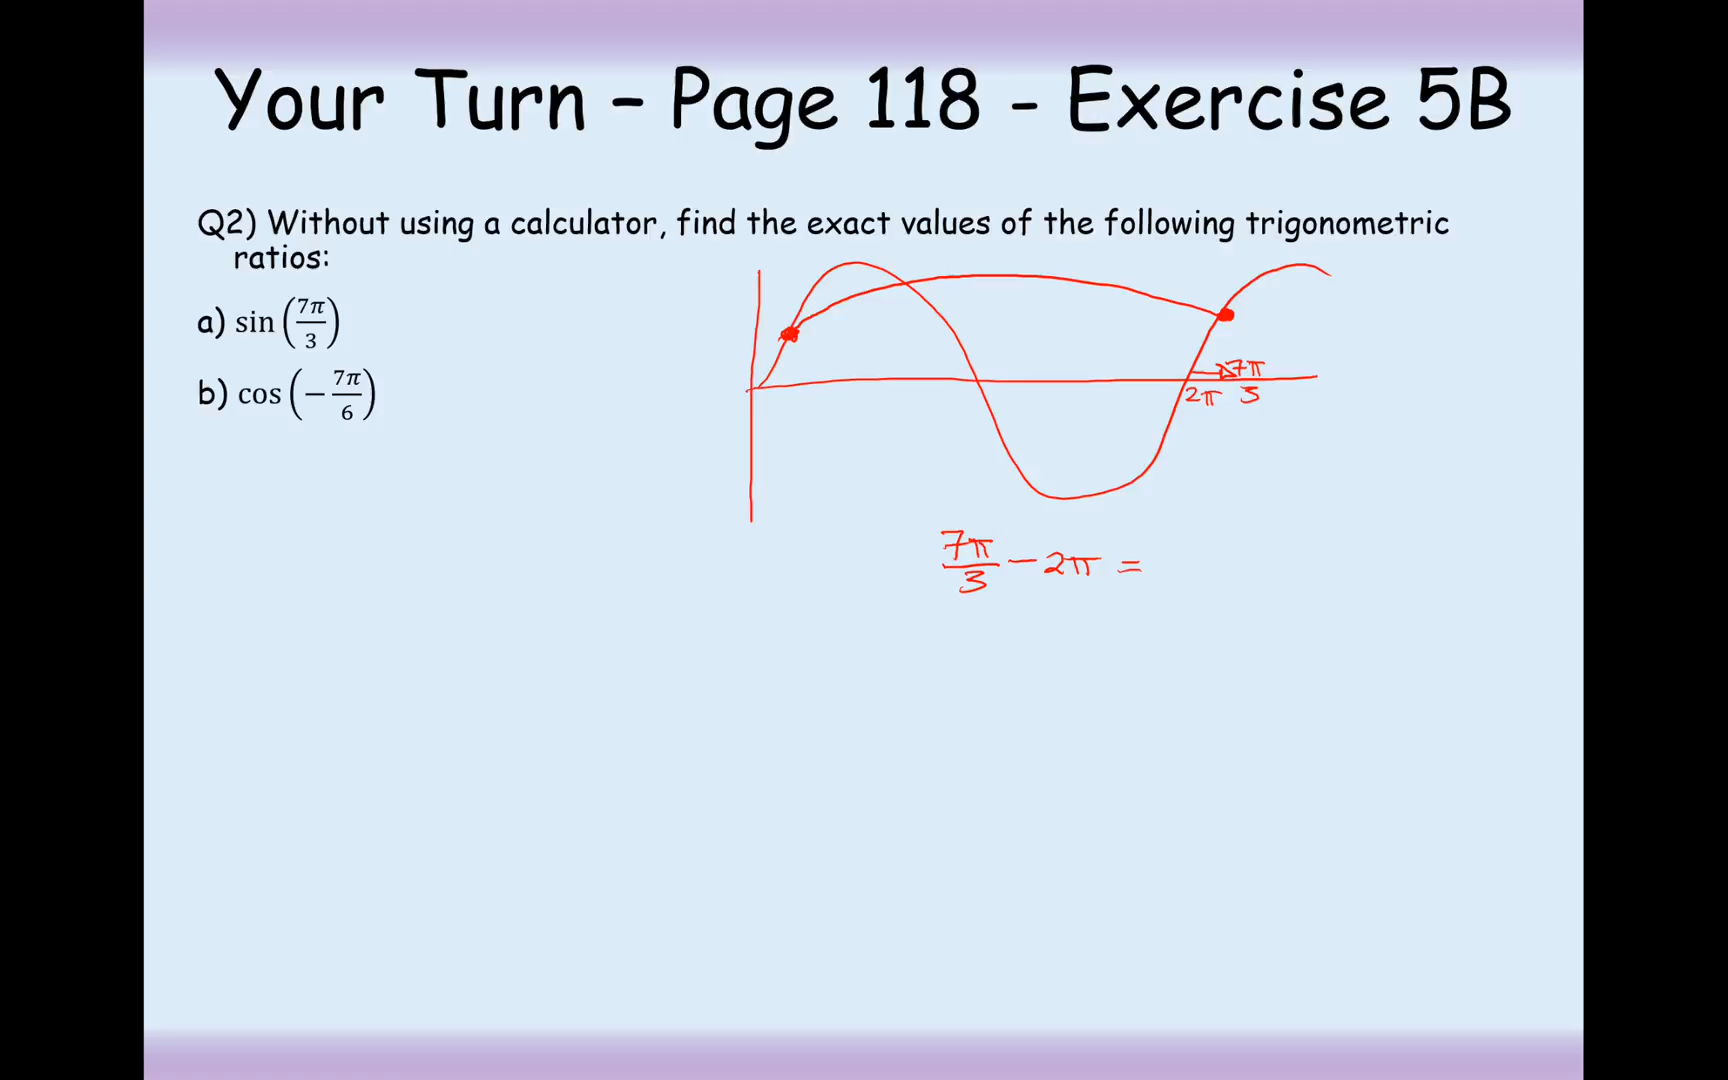 Your Turn – Page 118 - Exercise 5B
Q2) Without using a calculator, find the exact values of the following trigonometric
ratios:
a) sin (7π/3)
b) cos (−7π/6)
2π 7π/3
7π/3 − 2π =